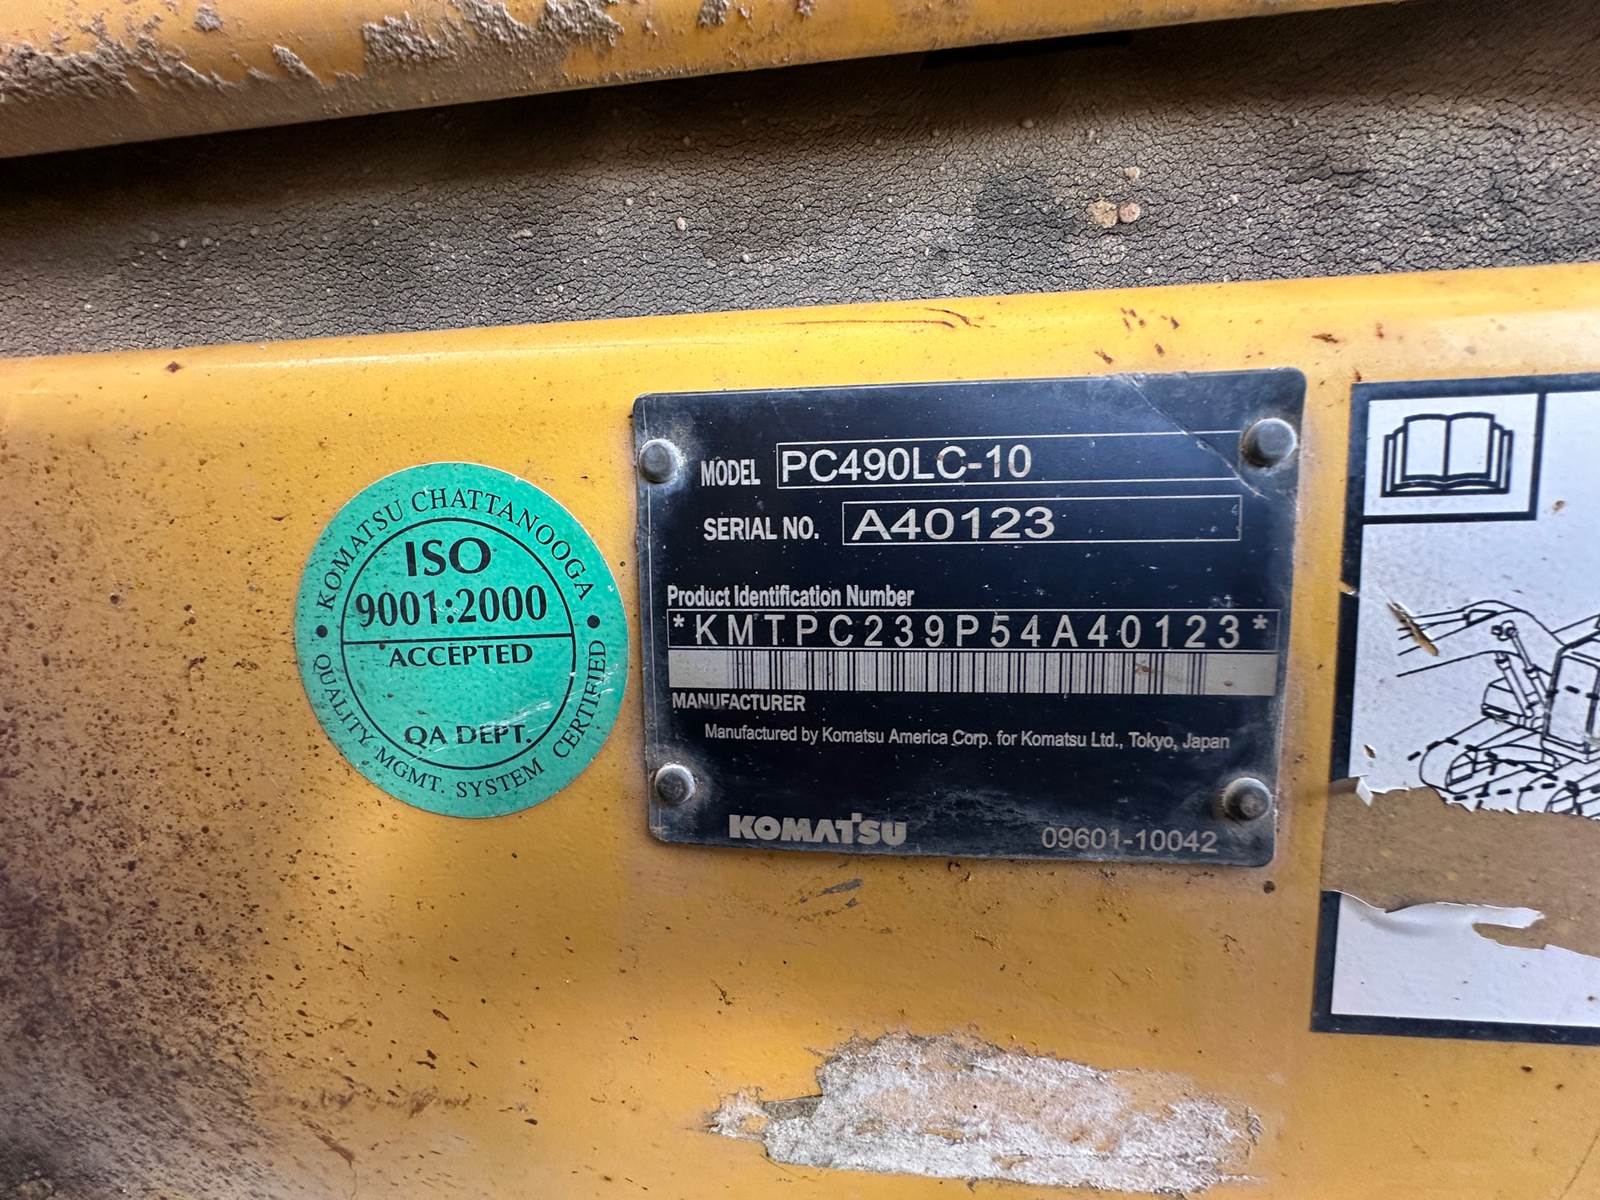 KOMATSU CHATTANOOGA
ISO
9001:2000
ACCEPTED
QA DEPT.
QUALITY MGMT. SYSTEM CERTIFIED
MODEL PC490LC-10
SERIAL NO. A40123
Product Identification Number
*KMTPC239P54A40123*
MANUFACTURER
Manufactured by Komatsu America Corp. for Komatsu Ltd., Tokyo, Japan
KOMATSU 09601-10042